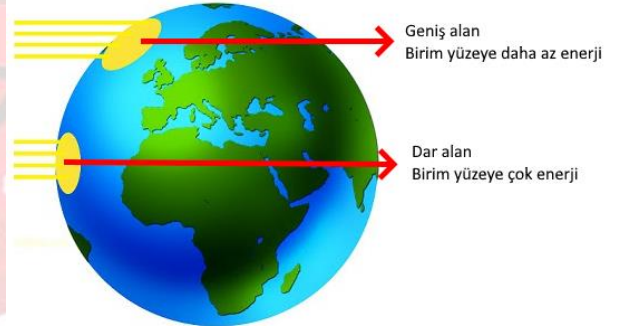 Geniş alan
Birim yüzeye daha az enerji
Dar alan
Birim yüzeye çok enerji